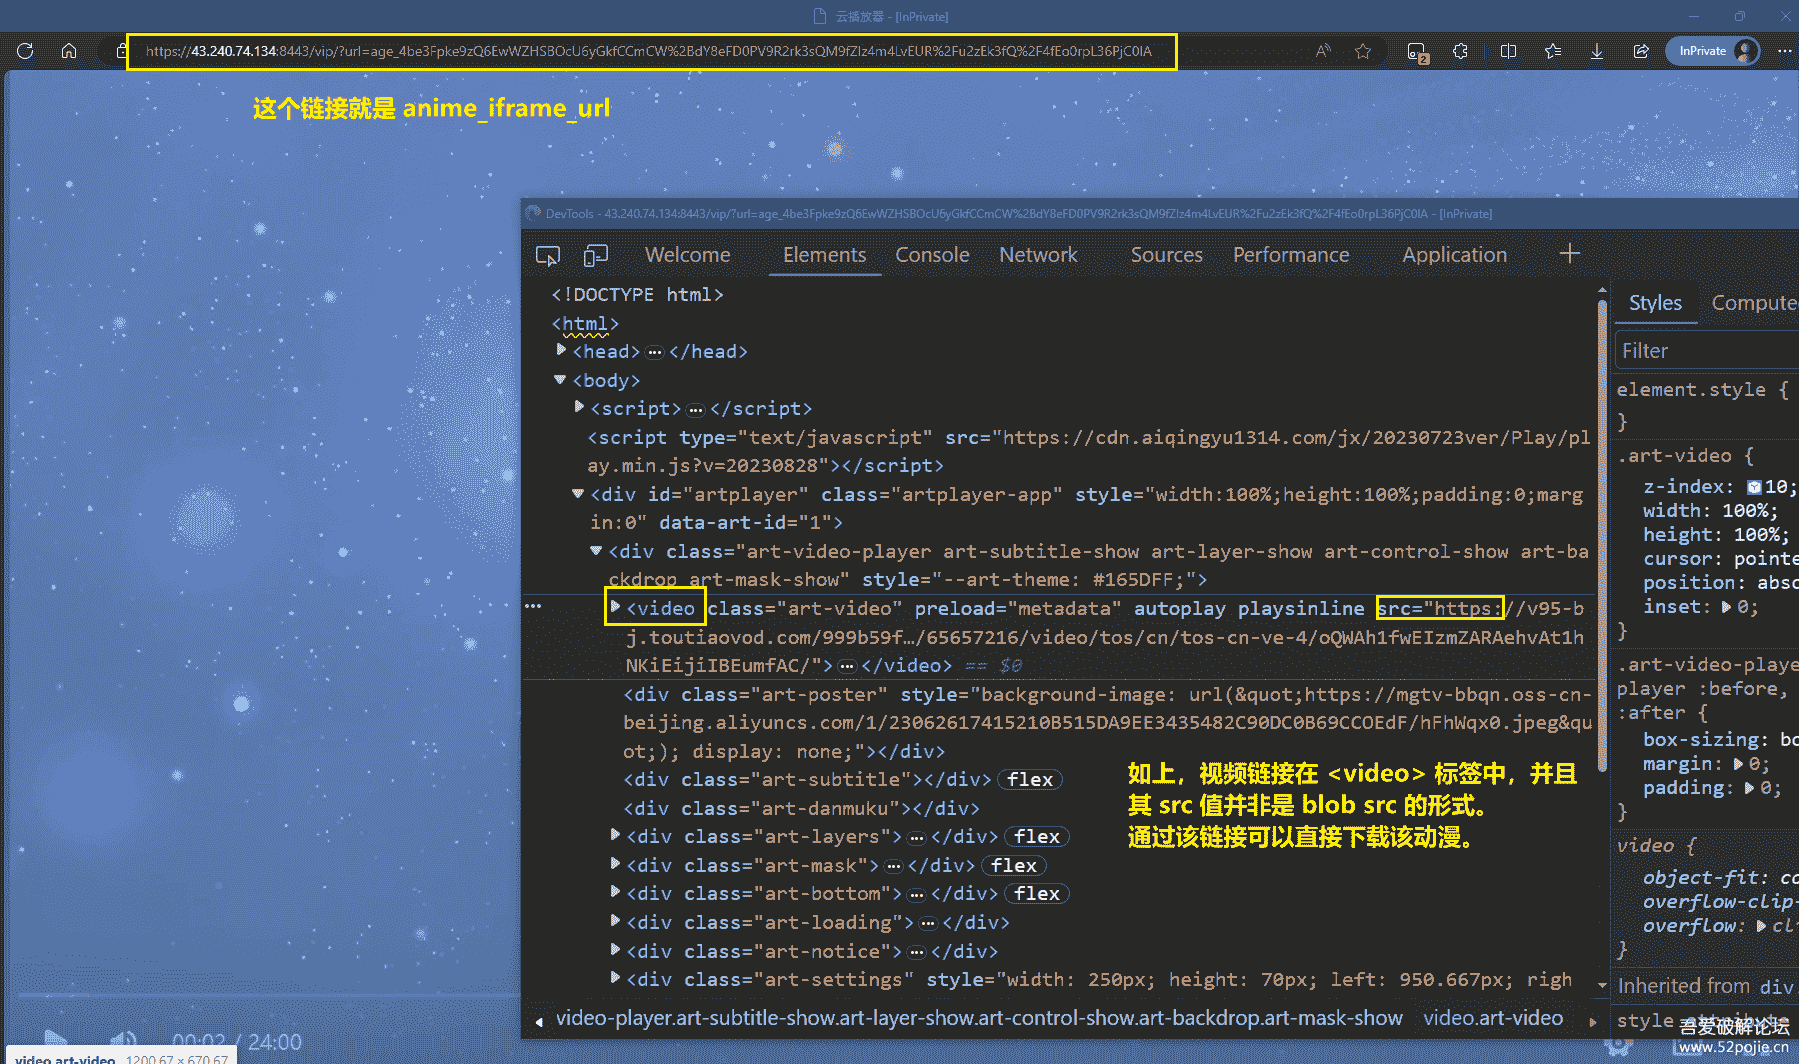 云播放器 - [InPrivate]
https://43.240.74.134:8443/vip/?url=age_4be3Fpke9zQ6EwWZHSBOcU6yGkfCCmCW%2BdY8eFD0PV9R2rk3sQM9fZIz4m4LvEUR%2Fu2zEk3fQ%2F4fEo0rpL36PjC0IA
2
InPrivate
这个链接就是 anime_iframe_url
DevTools - 43.240.74.134:8443/vip/?url=age_4be3Fpke9zQ6EwWZHSBOcU6yGkfCCmCW%2BdY8eFD0PV9R2rk3sQM9fZIz4m4LvEUR%2Fu2zEk3fQ%2F4fEo0rpL36PjC0IA - [InPrivate]
Welcome Elements Console Network Sources Performance Application
<!DOCTYPE html>
<html>
<head>…</head>
<body>
<script>…</script>
<script type="text/javascript" src="https://cdn.aiqingyu1314.com/jx/20230723ver/Play/pl
ay.min.js?v=20230828"></script>
<div id="artplayer" class="artplayer-app" style="width:100%;height:100%;padding:0;marg
in:0" data-art-id="1">
<div class="art-video-player art-subtitle-show art-layer-show art-control-show art-ba
ckdrop art-mask-show" style="--art-theme: #165DFF;">
<video class="art-video" preload="metadata" autoplay playsinline src="https://v95-b
j.toutiaovod.com/999b59f…/65657216/video/tos/cn/tos-cn-ve-4/oQWAh1fwEIzmZARAehvAt1h
NKiEijiIBEumfAC/">…</video> == $0
<div class="art-poster" style="background-image: url(&quot;https://mgtv-bbqn.oss-cn-
beijing.aliyuncs.com/1/23062617415210B515DA9EE3435482C90DC0B69CCOEdF/hFhWqx0.jpeg&qu
ot;); display: none;"></div>
<div class="art-subtitle"></div> flex
<div class="art-danmuku"></div>
<div class="art-layers">…</div> flex
<div class="art-mask">…</div> flex
<div class="art-bottom">…</div> flex
<div class="art-loading">…</div>
<div class="art-notice">…</div>
<div class="art-settings" style="width: 250px; height: 70px; left: 950.667px; righ
如上，视频链接在 <video> 标签中，并且
其 src 值并非是 blob src 的形式。
通过该链接可以直接下载该动漫。
video-player.art-subtitle-show.art-layer-show.art-control-show.art-backdrop.art-mask-show video.art-video
Styles Compute
Filter
element.style {
}
.art-video {
z-index: 10;
width: 100%;
height: 100%;
cursor: pointe
position: abso
inset: 0;
}
.art-video-playe
player :before,
:after {
box-sizing: bo
margin: 0;
padding: 0;
}
video {
object-fit: co
overflow-clip-
overflow: cl
}
Inherited from div.
style attribute
00:02 / 24:00
video.art-video 1200.67 × 670.67
吾爱破解论坛
www.52pojie.cn